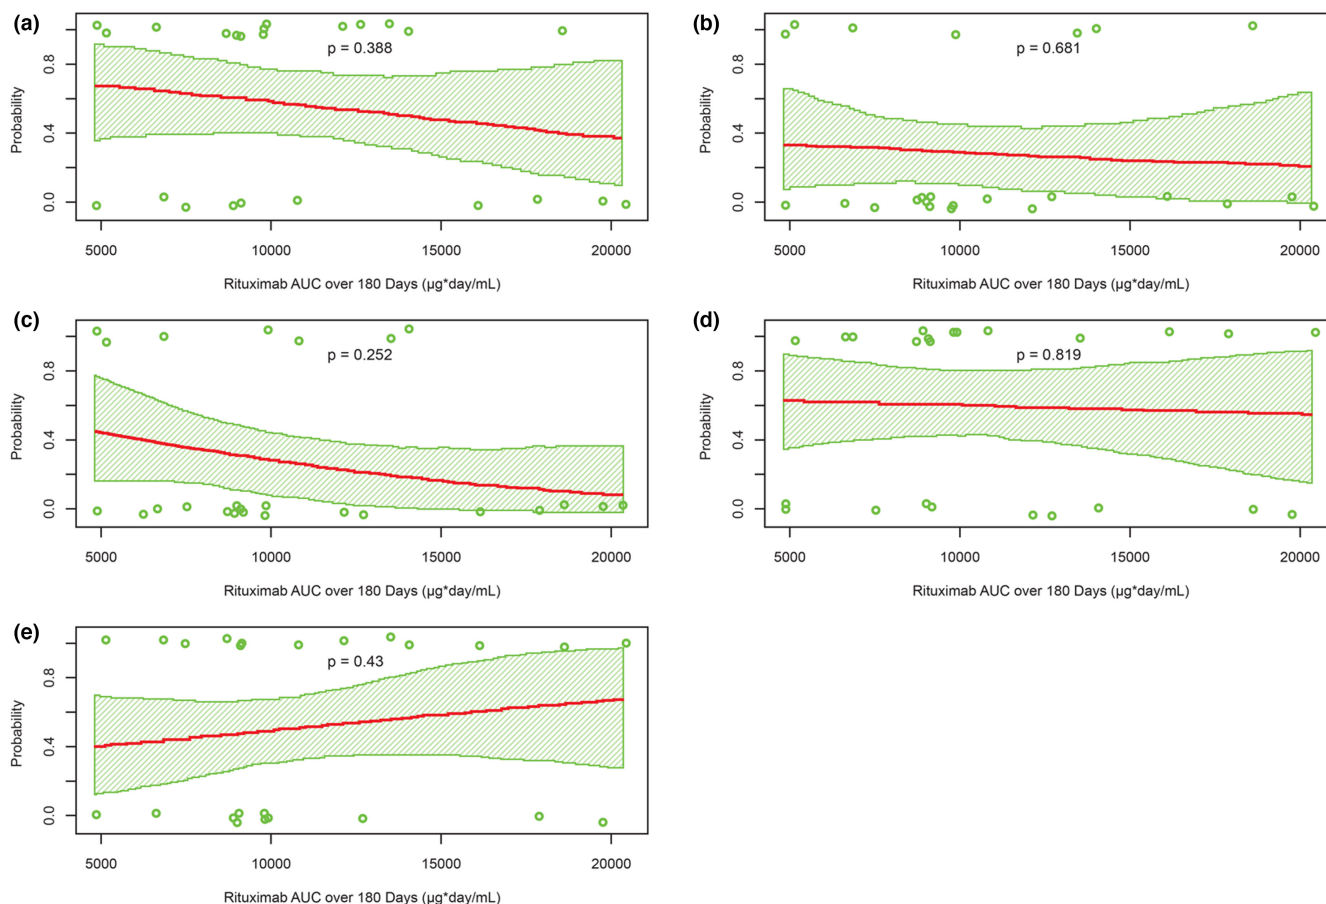 (a)
p = 0.388
Probability
0.0 0.4 0.8
5000 10000 15000 20000
Rituximab AUC over 180 Days (µg*day/mL)
(b)
p = 0.681
Probability
0.0 0.4 0.8
5000 10000 15000 20000
Rituximab AUC over 180 Days (µg*day/mL)
(c)
p = 0.252
Probability
0.0 0.4 0.8
5000 10000 15000 20000
Rituximab AUC over 180 Days (µg*day/mL)
(d)
p = 0.819
Probability
0.0 0.4 0.8
5000 10000 15000 20000
Rituximab AUC over 180 Days (µg*day/mL)
(e)
p = 0.43
Probability
0.0 0.4 0.8
5000 10000 15000 20000
Rituximab AUC over 180 Days (µg*day/mL)